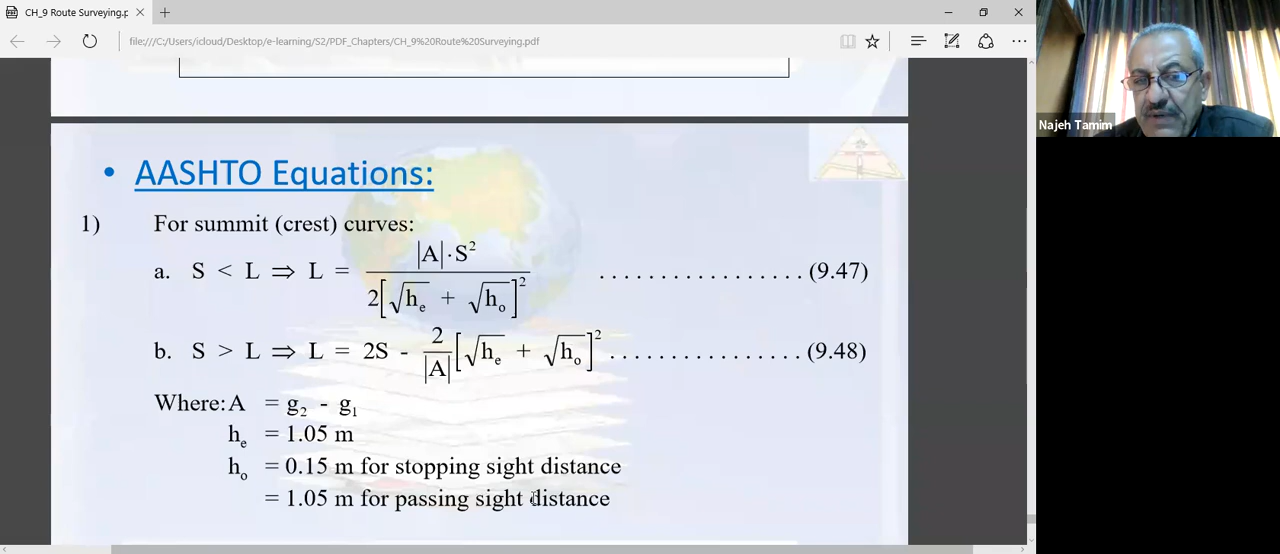 CH_9 Route Surveying.p
file:///C:/Users/icloud/Desktop/e-learning/S2/PDF_Chapters/CH_9%20Route%20Surveying.pdf
Najeh Tamim
• AASHTO Equations:
1) For summit (crest) curves:
a. S < L ⇒ L = |A|·S² / 2[√hₑ + √hₒ]² ................. (9.47)
b. S > L ⇒ L = 2S - 2/|A| [√hₑ + √hₒ]² ................ (9.48)
Where: A = g₂ - g₁
hₑ = 1.05 m
hₒ = 0.15 m for stopping sight distance
= 1.05 m for passing sight distance